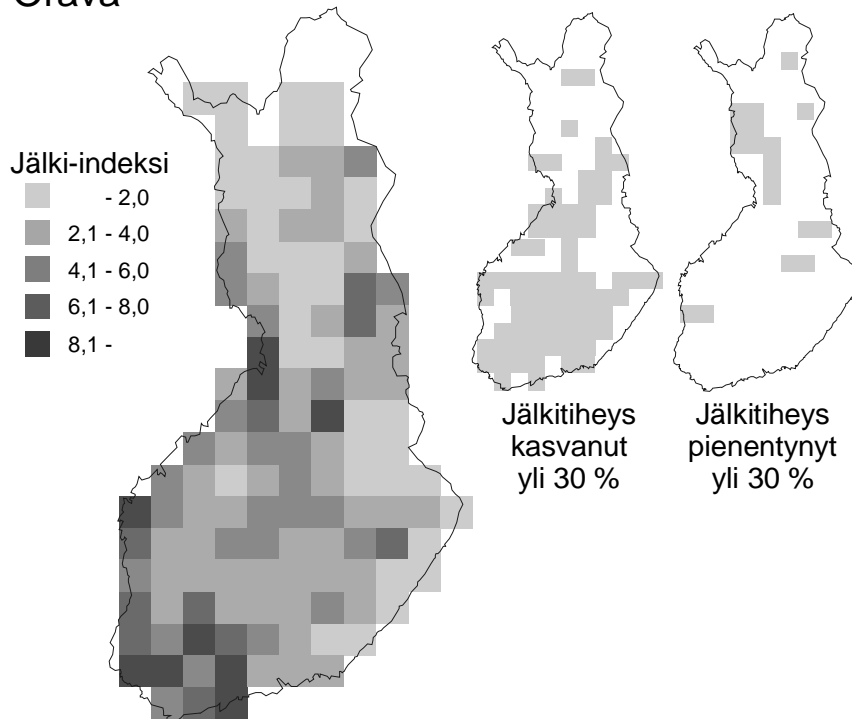 Orava
Jälki-indeksi
- 2,0
2,1 - 4,0
4,1 - 6,0
6,1 - 8,0
8,1 -
Jälkitiheys
kasvanut
yli 30 %
Jälkitiheys
pienentynyt
yli 30 %